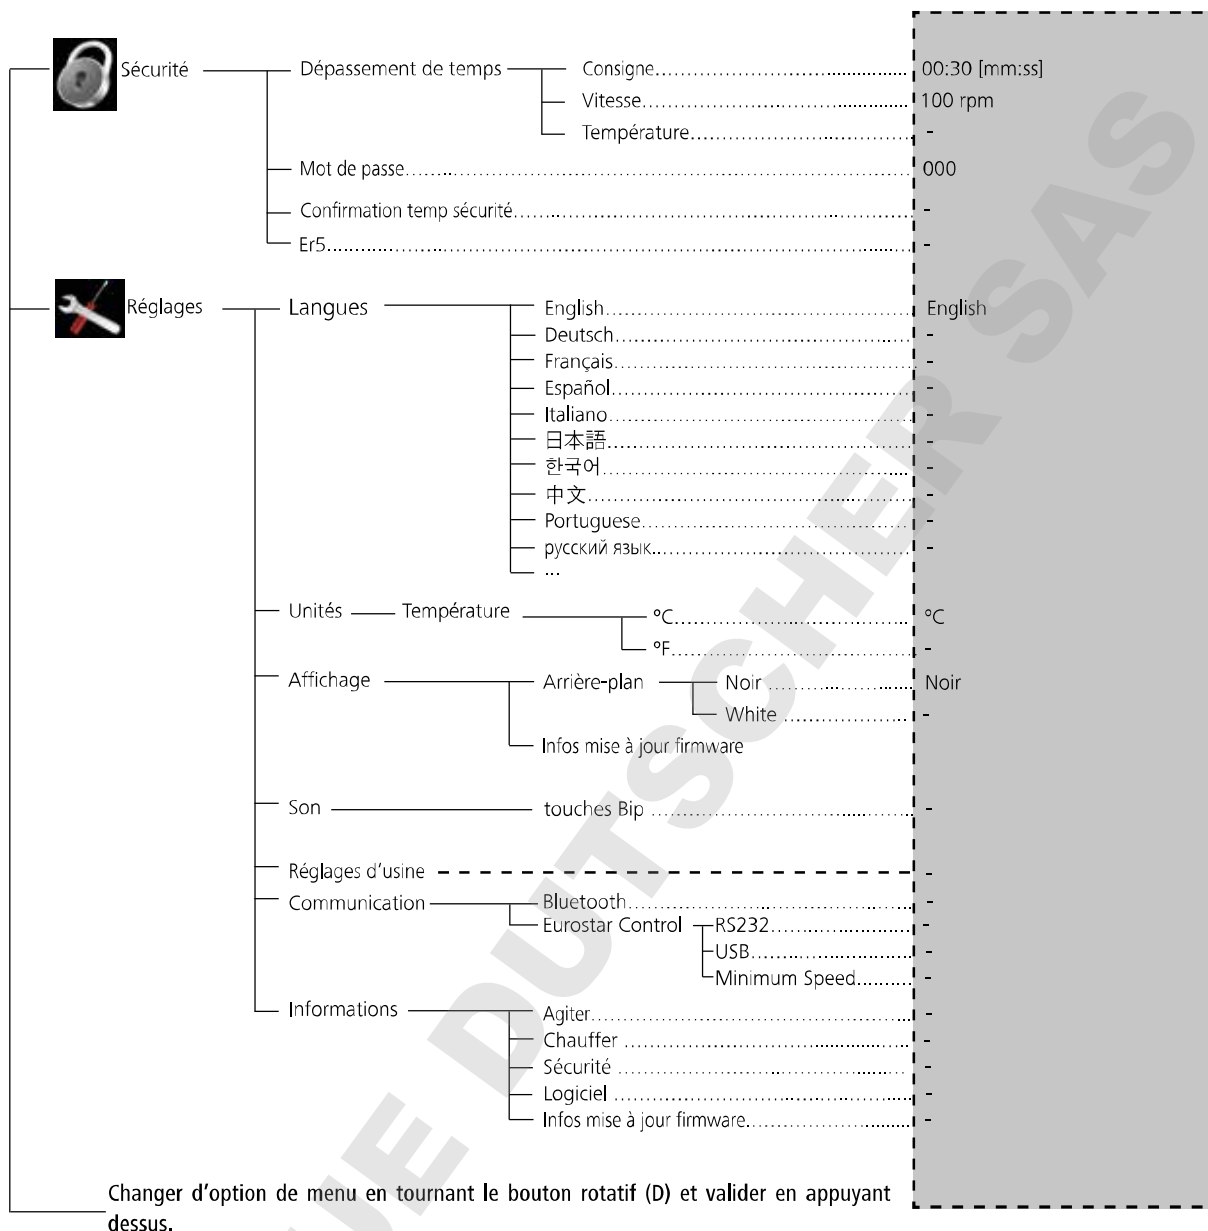 Sécurité Dépassement de temps Consigne 00:30 [mm:ss]
Vitesse 100 rpm
Température -
Mot de passe 000
Confirmation temp sécurité -
Er5 -
Réglages Langues English English
Deutsch -
Français -
Español -
Italiano -
日本語 -
한국어 -
中文 -
Portuguese -
русский язык -
...
Unités Température °C °C
°F -
Affichage Arrière-plan Noir Noir
White -
Infos mise à jour firmware
Son touches Bip -
Réglages d'usine -
Communication Bluetooth -
Eurostar Control RS232 -
USB -
Minimum Speed -
Informations Agiter -
Chauffer -
Sécurité -
Logiciel -
Infos mise à jour firmware -
Changer d'option de menu en tournant le bouton rotatif (D) et valider en appuyant
dessus.
UE DUTSCHER SAS